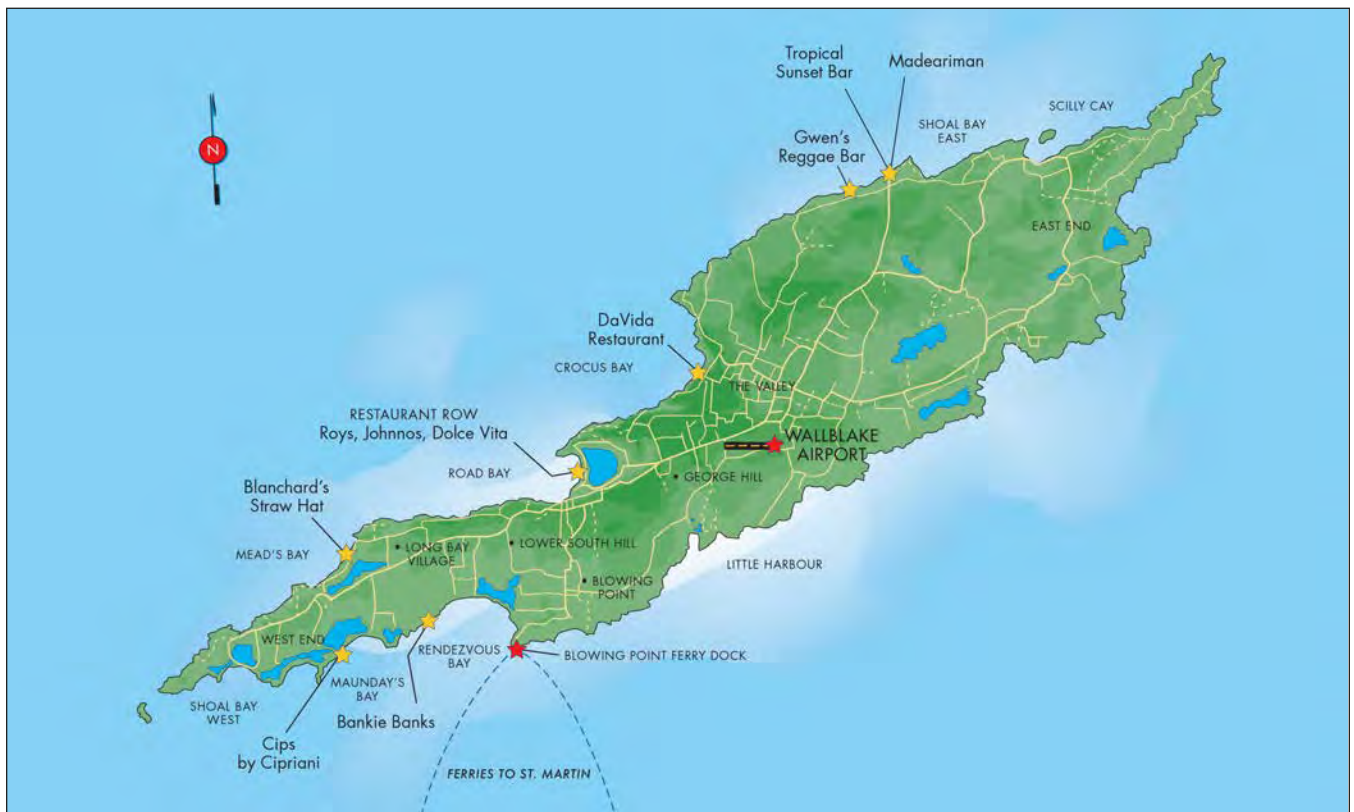 Tropical
Sunset Bar
Madeariman
SCILLY CAY
SHOAL BAY
EAST
Gwen's
Reggae Bar
N
EAST END
DaVida
Restaurant
CROCUS BAY
THE VALLEY
RESTAURANT ROW
Roys, Johnnos, Dolce Vita
WALLBLAKE
AIRPORT
ROAD BAY
GEORGE HILL
Blanchard's
Straw Hat
MEAD'S BAY
LONG BAY
VILLAGE
LOWER SOUTH HILL
LITTLE HARBOUR
BLOWING
POINT
WEST END
RENDEZVOUS
BAY
BLOWING POINT FERRY DOCK
MAUNDAY'S
BAY
SHOAL BAY
WEST
Bankie Banks
Cips
by Cipriani
FERRIES TO ST. MARTIN